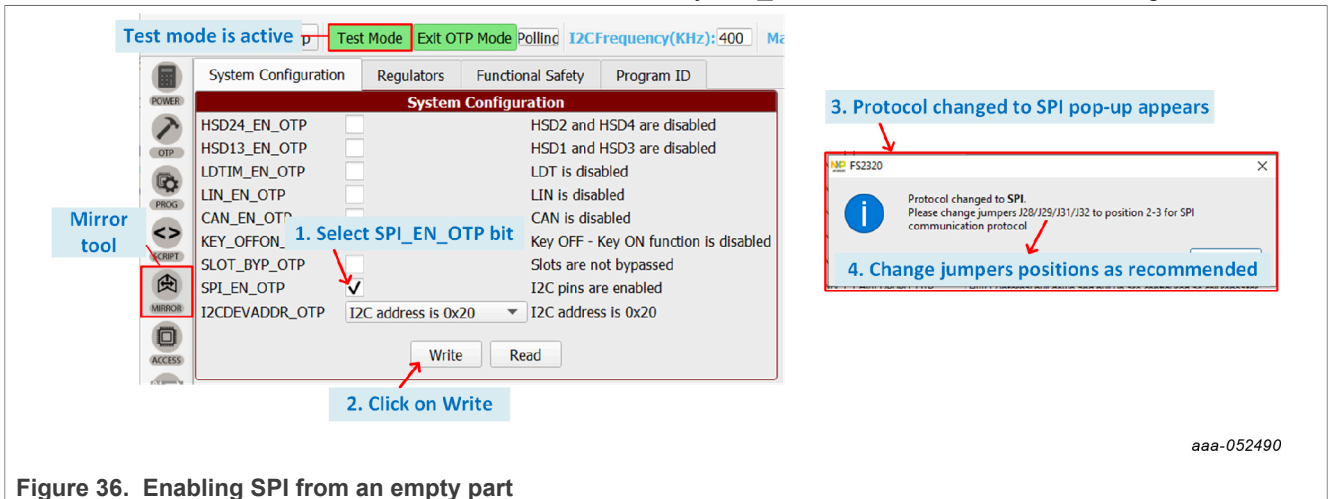 Test mode is active
p Test Mode Exit OTP Mode Polling I2CFrequency(KHz): 400 Ma
System Configuration Regulators Functional Safety Program ID
System Configuration
HSD24_EN_OTP HSD2 and HSD4 are disabled
HSD13_EN_OTP HSD1 and HSD3 are disabled
LDTIM_EN_OTP LDT is disabled
LIN_EN_OTP LIN is disabled
CAN_EN_OTP CAN is disabled
KEY_OFFON_ Key OFF - Key ON function is disabled
SLOT_BYP_OTP Slots are not bypassed
SPI_EN_OTP I2C pins are enabled
I2CDEVADDR_OTP I2C address is 0x20 I2C address is 0x20
Write Read
POWER
OTP
PROG
SCRIPT
MIRROR
ACCESS
Mirror
tool
1. Select SPI_EN_OTP bit
2. Click on Write
3. Protocol changed to SPI pop-up appears
NXP FS2320
Protocol changed to SPI.
Please change jumpers J28/J29/J31/J32 to position 2-3 for SPI
communication protocol
4. Change jumpers positions as recommended
aaa-052490
Figure 36. Enabling SPI from an empty part